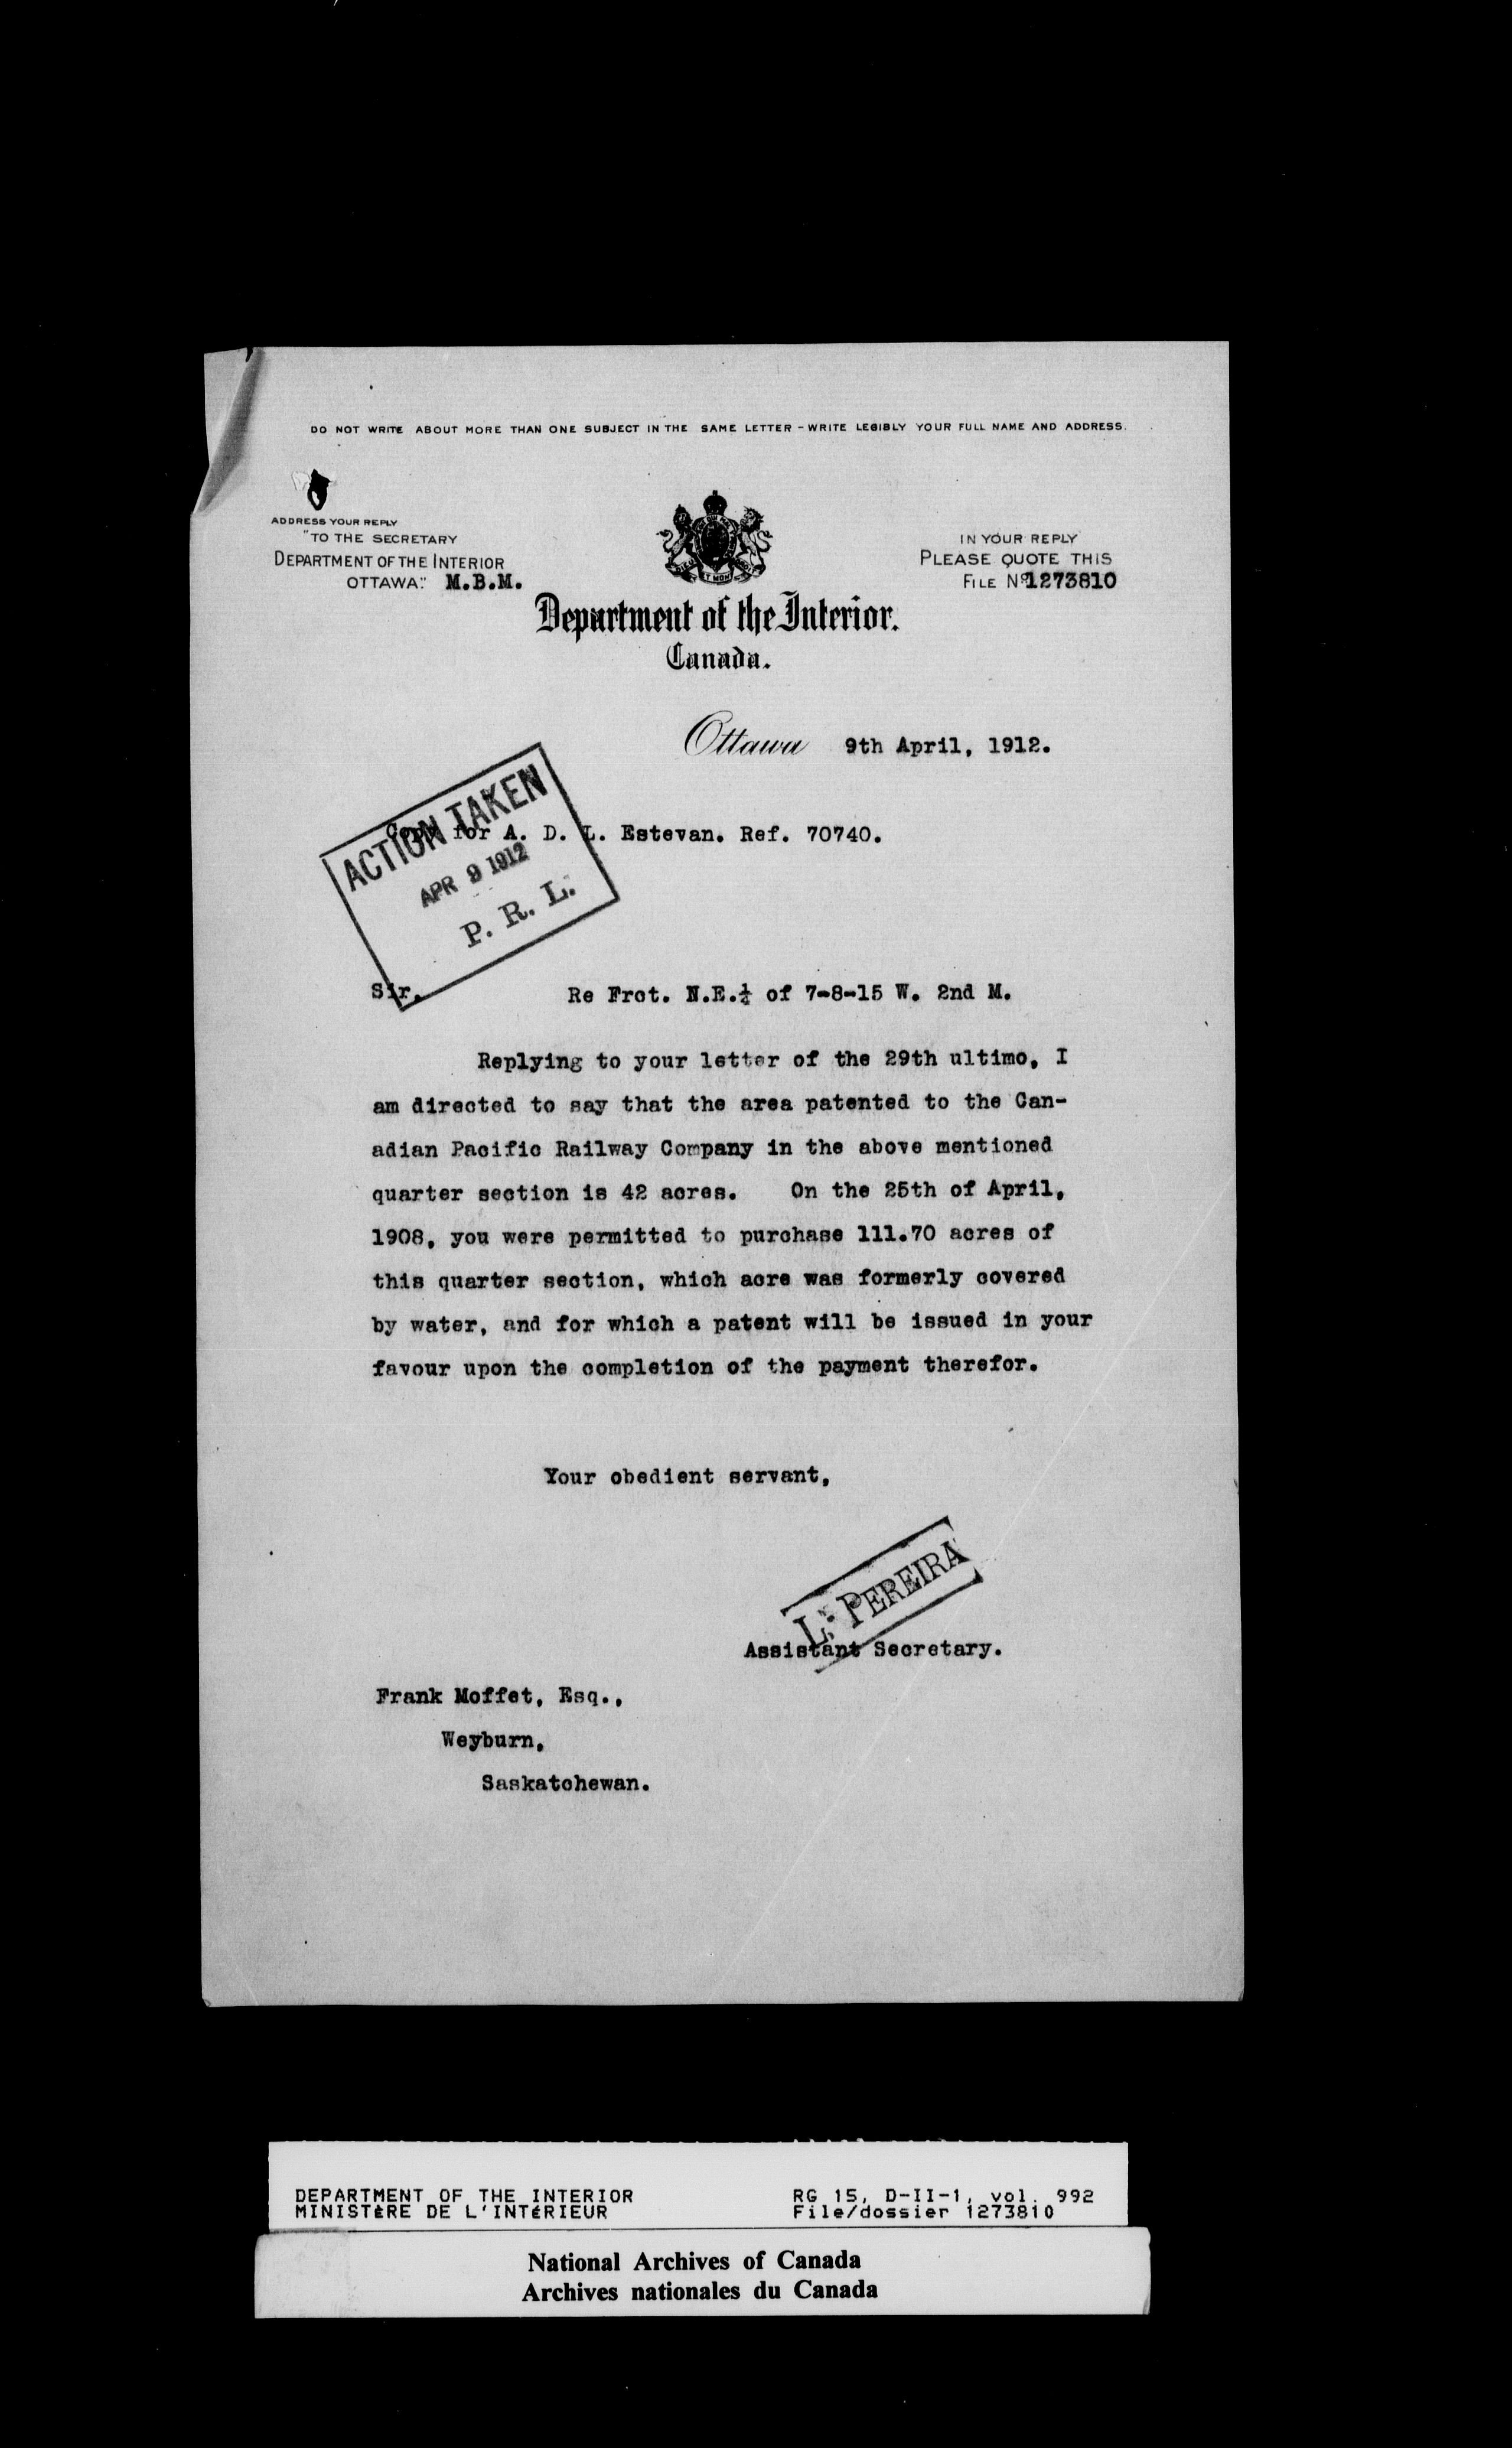 DO NOT WRITE ABOUT MORE THAN ONE SUBJECT IN THE SAME LETTER - WRITE LEGIBLY YOUR FULL NAME AND ADDRESS.
ADDRESS YOUR REPLY
"TO THE SECRETARY
DEPARTMENT OF THE INTERIOR
OTTAWA." M.B.M.
IN YOUR REPLY
PLEASE QUOTE THIS
FILE No 1273810
Department of the Interior.
Canada.
Ottawa 9th April, 1912.
ACTION TAKEN
APR 9 1912
P. R. L.
Copy for A. D. L. Estevan. Ref. 70740.
Sir, Re Frct. N.E.¼ of 7-8-15 W. 2nd M.
Replying to your letter of the 29th ultimo, I
am directed to say that the area patented to the Can-
adian Pacific Railway Company in the above mentioned
quarter section is 42 acres. On the 25th of April,
1908, you were permitted to purchase 111.70 acres of
this quarter section, which acre was formerly covered
by water, and for which a patent will be issued in your
favour upon the completion of the payment therefor.
Your obedient servant,
L. PEREIRA
Assistant Secretary.
Frank Moffet, Esq.,
Weyburn,
Saskatchewan.
DEPARTMENT OF THE INTERIOR
MINISTÈRE DE L'INTÉRIEUR
RG 15, D-II-1, vol. 992
File/dossier 1273810
National Archives of Canada
Archives nationales du Canada